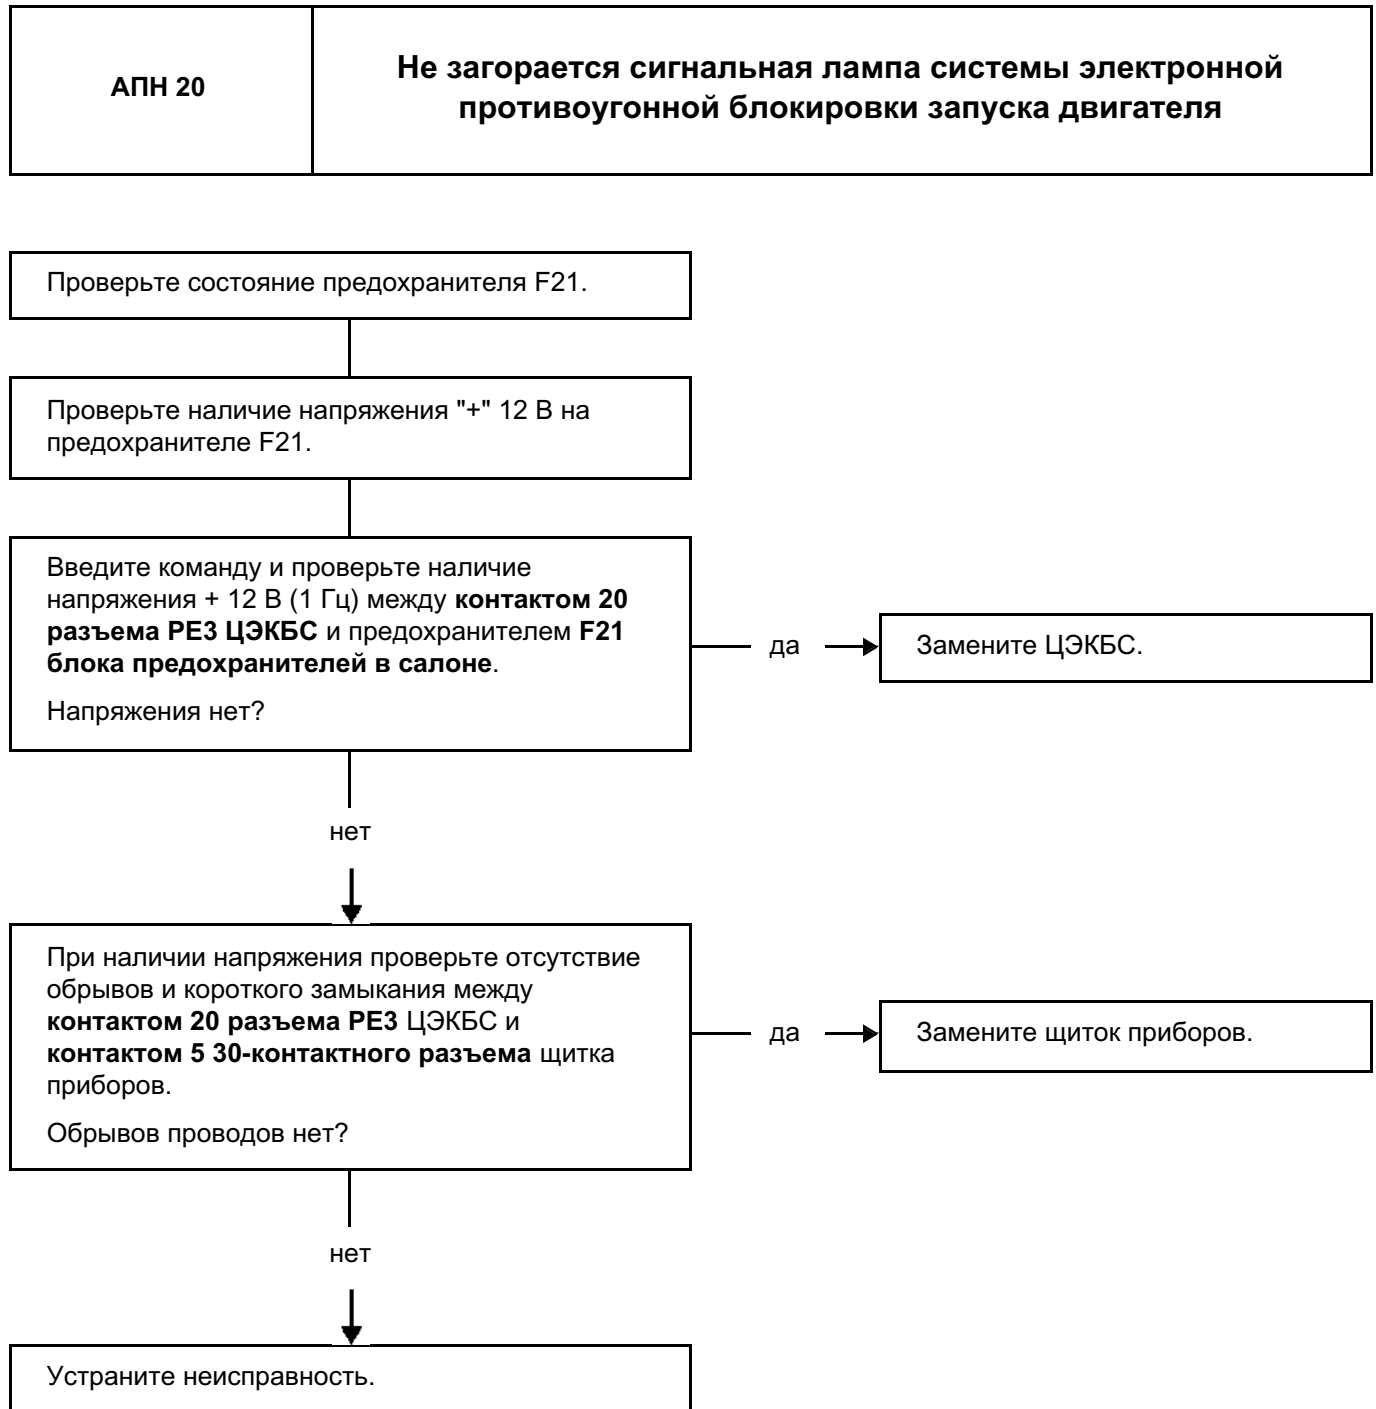 АПН 20
Не загорается сигнальная лампа системы электронной
противоугонной блокировки запуска двигателя
Проверьте состояние предохранителя F21.
Проверьте наличие напряжения "+" 12 В на
предохранителе F21.
Введите команду и проверьте наличие
напряжения + 12 В (1 Гц) между контактом 20
разъема РЕ3 ЦЭКБС и предохранителем F21
блока предохранителей в салоне.
Напряжения нет?
да
Замените ЦЭКБС.
нет
При наличии напряжения проверьте отсутствие
обрывов и короткого замыкания между
контактом 20 разъема РЕ3 ЦЭКБС и
контактом 5 30-контактного разъема щитка
приборов.
Обрывов проводов нет?
да
Замените щиток приборов.
нет
Устраните неисправность.